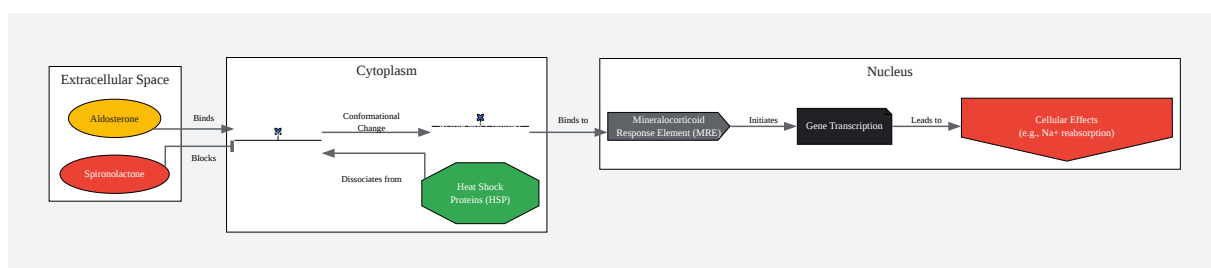 Extracellular Space
Aldosterone
Spironolactone
Binds
Blocks
Cytoplasm
Conformational
Change
Dissociates from
Heat Shock
Proteins (HSP)
Binds to
Nucleus
Mineralocorticoid
Response Element (MRE)
Initiates
Gene Transcription
Leads to
Cellular Effects
(e.g., Na+ reabsorption)